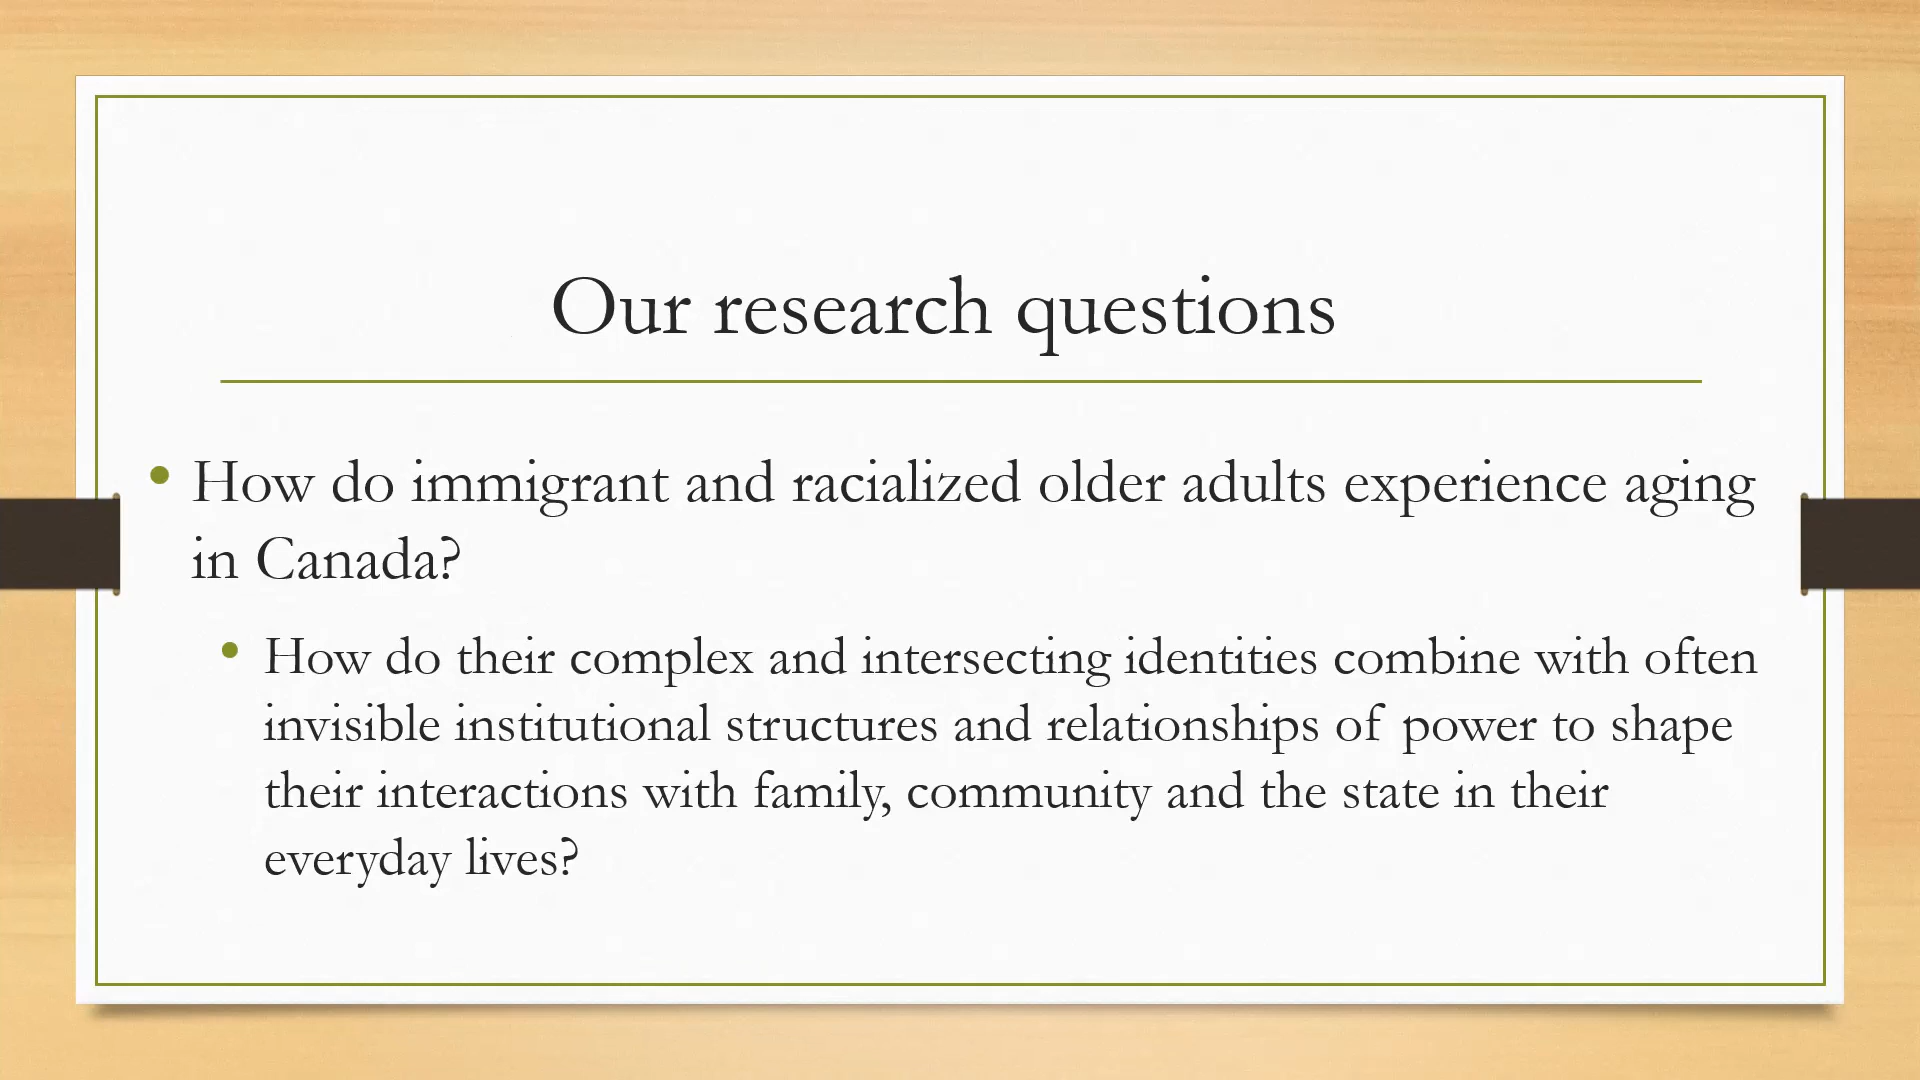 Our research questions
• How do immigrant and racialized older adults experience aging
in Canada?
• How do their complex and intersecting identities combine with often
invisible institutional structures and relationships of power to shape
their interactions with family, community and the state in their
everyday lives?